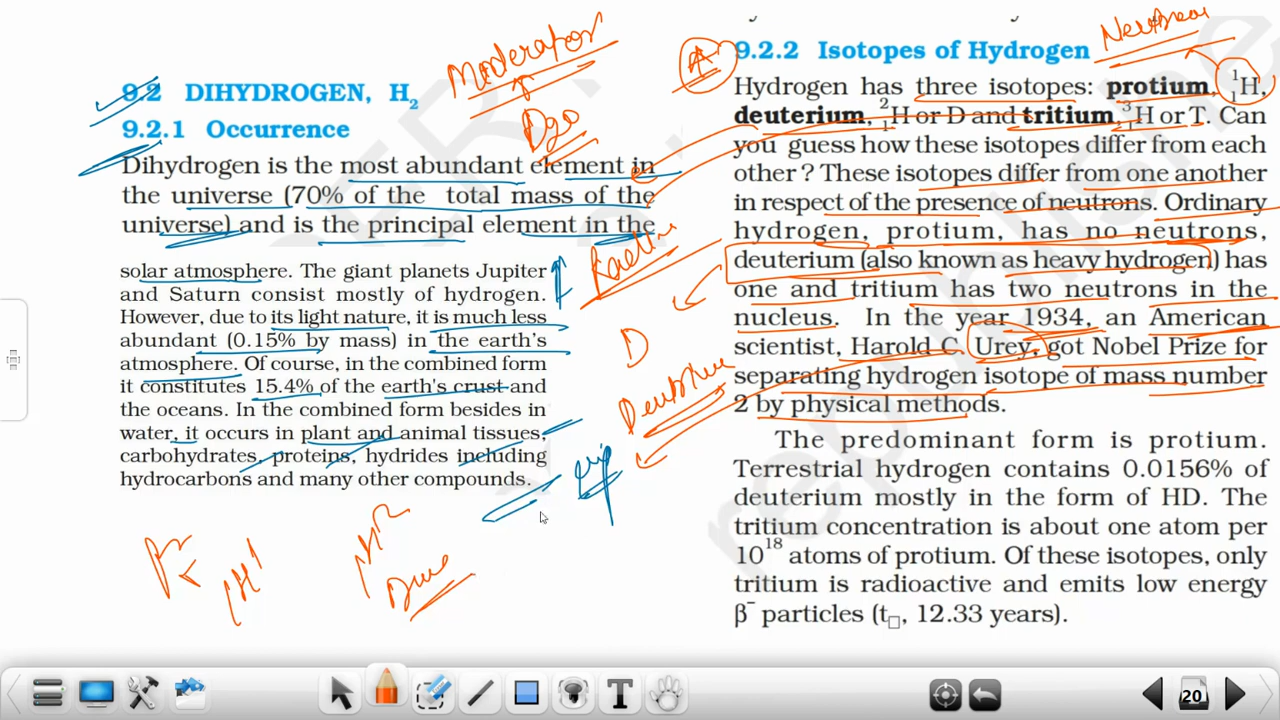 9.2 DIHYDROGEN, H2
9.2.1 Occurrence
Dihydrogen is the most abundant element in
the universe (70% of the total mass of the
universe) and is the principal element in the
solar atmosphere. The giant planets Jupiter
and Saturn consist mostly of hydrogen.
However, due to its light nature, it is much less
abundant (0.15% by mass) in the earth's
atmosphere. Of course, in the combined form
it constitutes 15.4% of the earth's crust and
the oceans. In the combined form besides in
water, it occurs in plant and animal tissues,
carbohydrates, proteins, hydrides including
hydrocarbons and many other compounds.
Moderator
D2O
D
9.2.2 Isotopes of Hydrogen
Neutron
Hydrogen has three isotopes: protium, ¹₁H,
deuterium, ²₁H or D and tritium, ³₁H or T. Can
you guess how these isotopes differ from each
other ? These isotopes differ from one another
in respect of the presence of neutrons. Ordinary
hydrogen, protium, has no neutrons,
deuterium (also known as heavy hydrogen) has
one and tritium has two neutrons in the
nucleus. In the year 1934, an American
scientist, Harold C. Urey, got Nobel Prize for
separating hydrogen isotope of mass number
2 by physical methods.
The predominant form is protium.
Terrestrial hydrogen contains 0.0156% of
deuterium mostly in the form of HD. The
tritium concentration is about one atom per
10¹⁸ atoms of protium. Of these isotopes, only
tritium is radioactive and emits low energy
β⁻ particles (t□, 12.33 years).
T
20